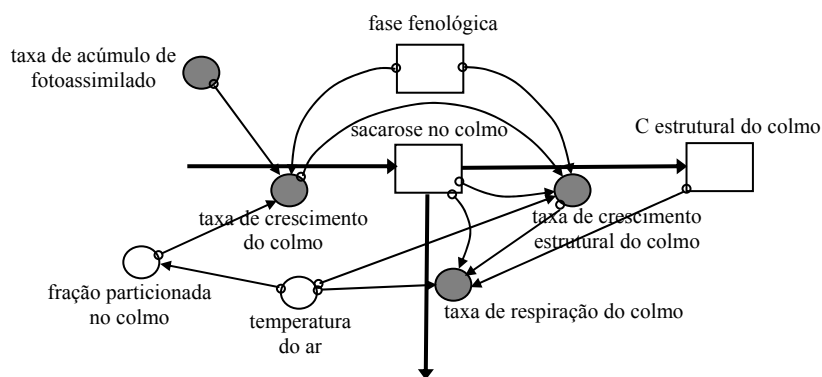 fase fenológica
taxa de acúmulo de
fotoassimilado
sacarose no colmo
C estrutural do colmo
taxa de crescimento
do colmo
taxa de crescimento
estrutural do colmo
fração particionada
no colmo
temperatura
do ar
taxa de respiração do colmo